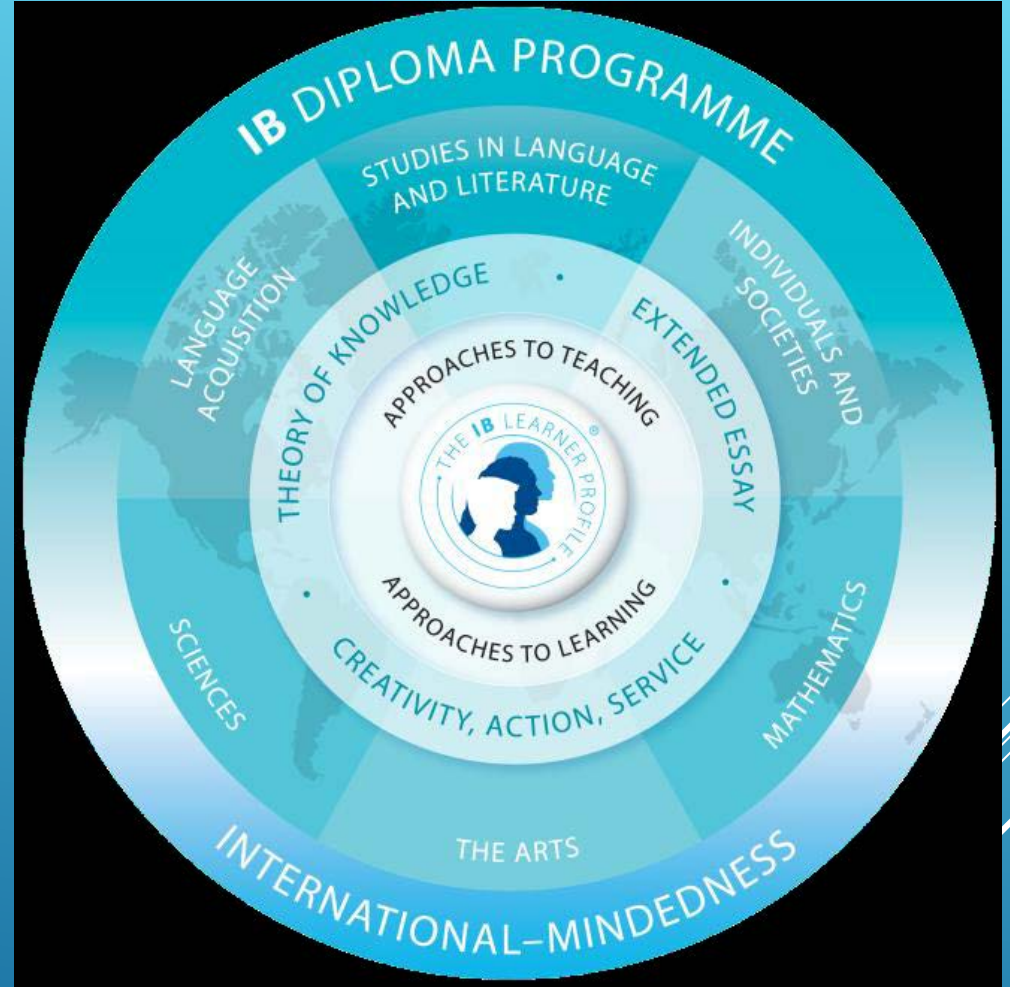 IB DIPLOMA PROGRAMME
STUDIES IN LANGUAGE
AND LITERATURE
LANGUAGE
ACQUISITION
INDIVIDUALS AND
SOCIETIES
THEORY OF KNOWLEDGE
•
EXTENDED ESSAY
•
APPROACHES TO TEACHING
THE IB LEARNER PROFILE ®
APPROACHES TO LEARNING
•
CREATIVITY, ACTION, SERVICE
SCIENCES
MATHEMATICS
THE ARTS
INTERNATIONAL–MINDEDNESS